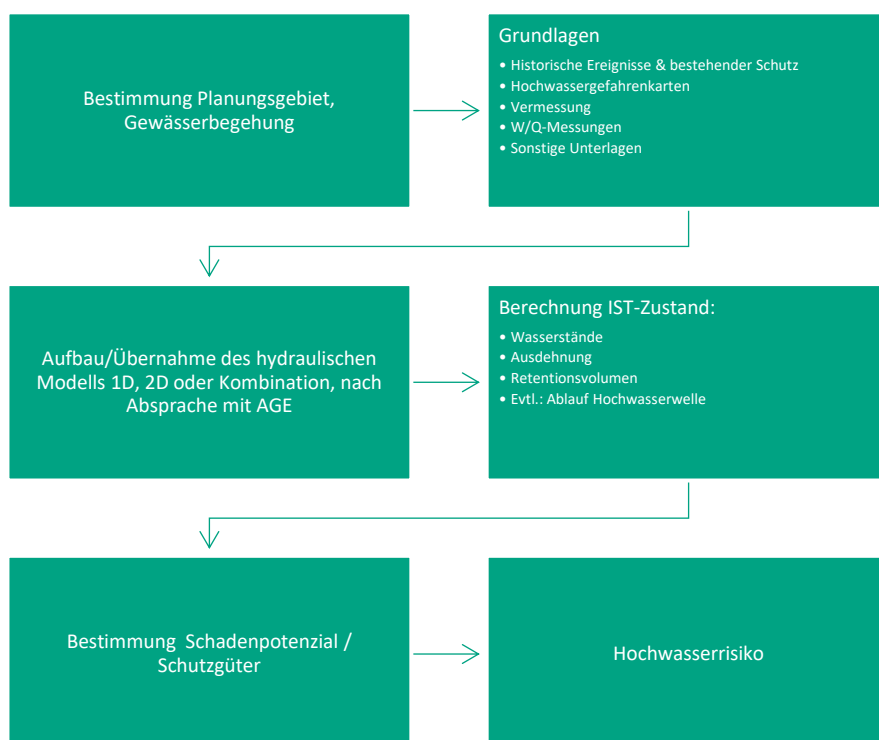 Bestimmung Planungsgebiet,
Gewässerbegehung
Grundlagen
• Historische Ereignisse & bestehender Schutz
• Hochwassergefahrenkarten
• Vermessung
• W/Q-Messungen
• Sonstige Unterlagen
Aufbau/Übernahme des hydraulischen
Modells 1D, 2D oder Kombination, nach
Absprache mit AGE
Berechnung IST-Zustand:
• Wasserstände
• Ausdehnung
• Retentionsvolumen
• Evtl.: Ablauf Hochwasserwelle
Bestimmung Schadenpotenzial /
Schutzgüter
Hochwasserrisiko